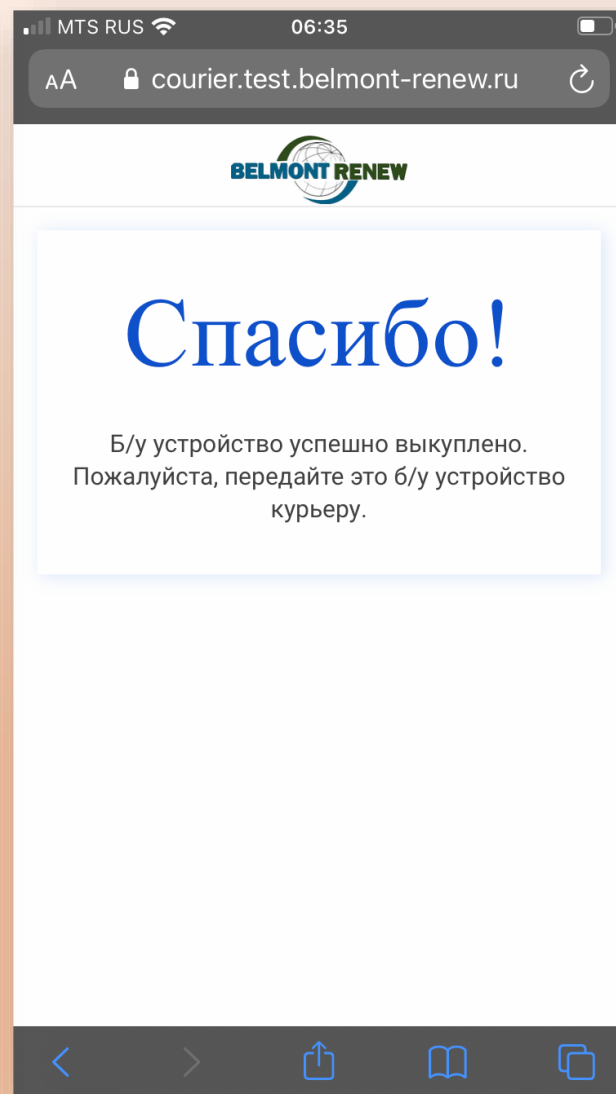 MTS RUS 06:35
AA courier.test.belmont-renew.ru
BELMONT RENEW
Спасибо!
Б/у устройство успешно выкуплено.
Пожалуйста, передайте это б/у устройство
курьеру.